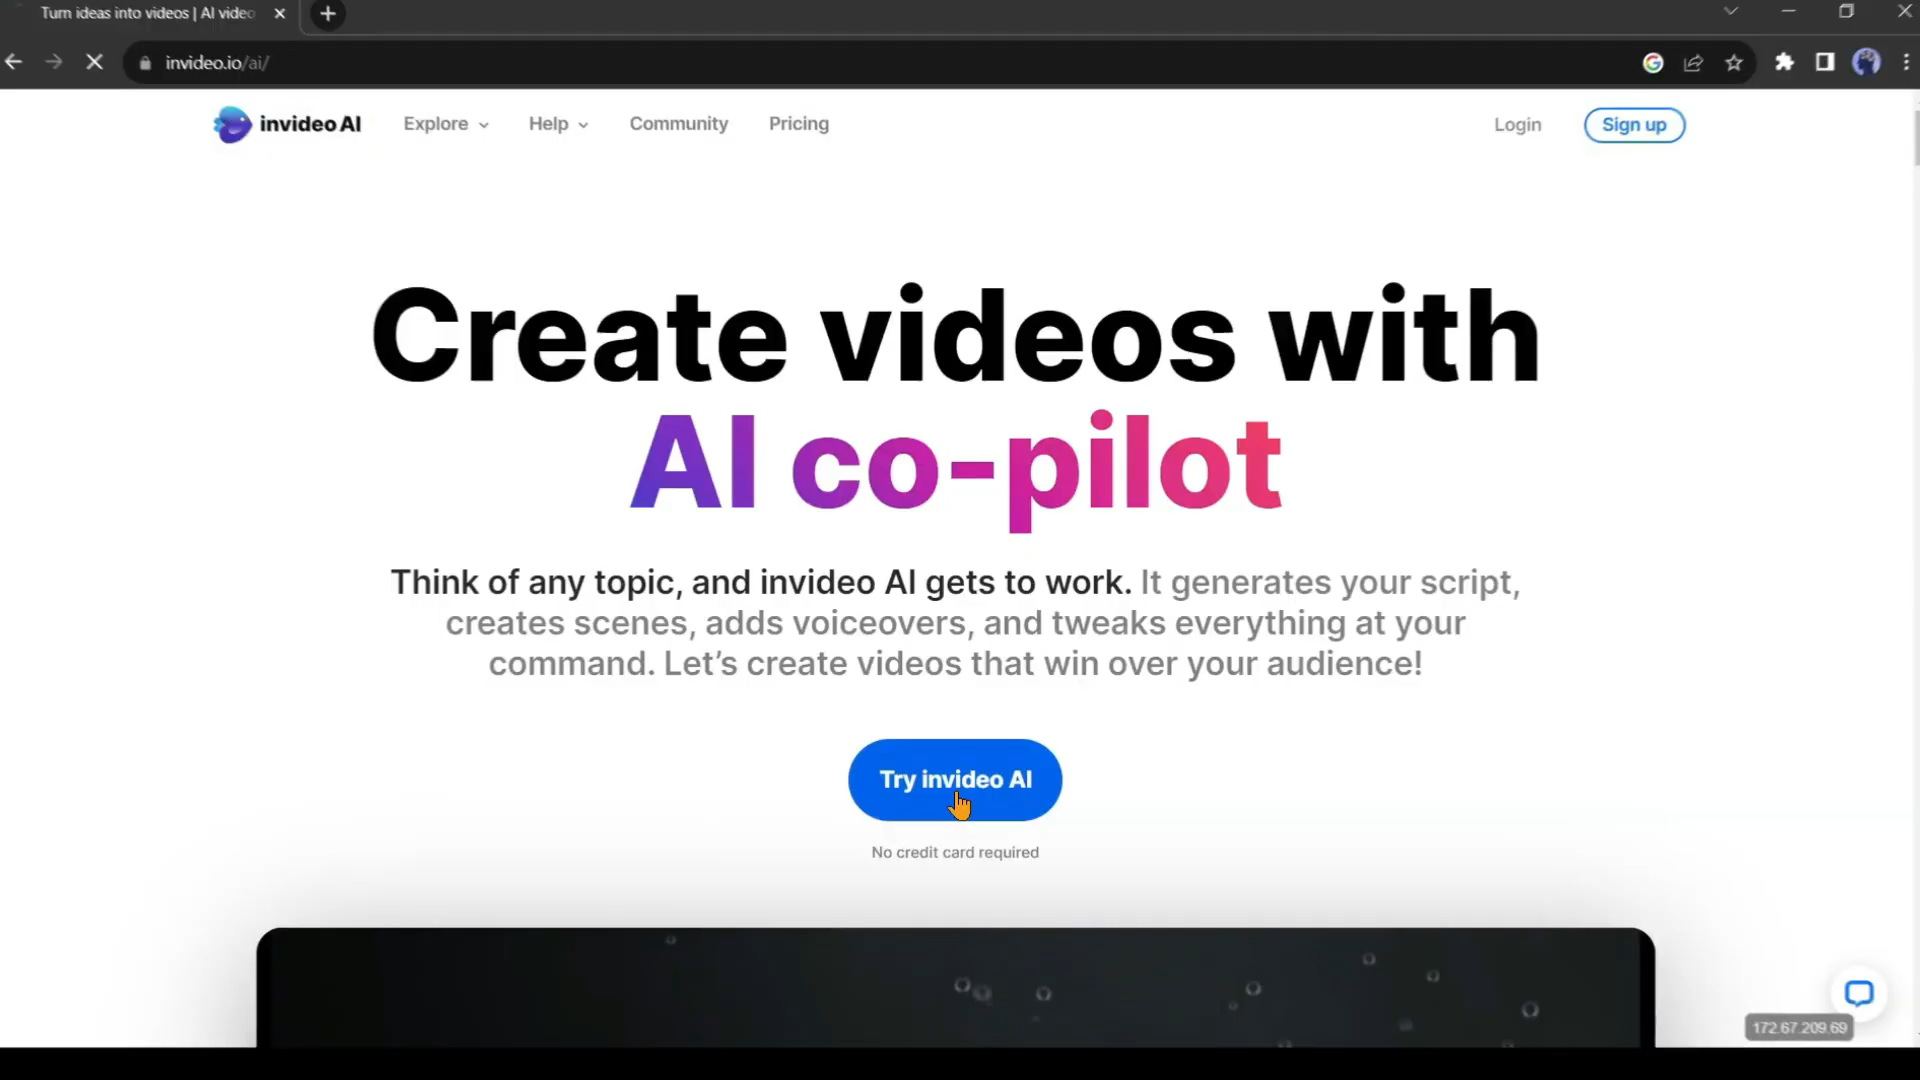 Turn ideas into videos | AI video
invideo.io/ai/
invideo AI
Explore
Help
Community
Pricing
Login
Sign up
Create videos with
AI co-pilot
Think of any topic, and invideo AI gets to work. It generates your script,
creates scenes, adds voiceovers, and tweaks everything at your
command. Let’s create videos that win over your audience!
Try invideo AI
No credit card required
172.67.209.69